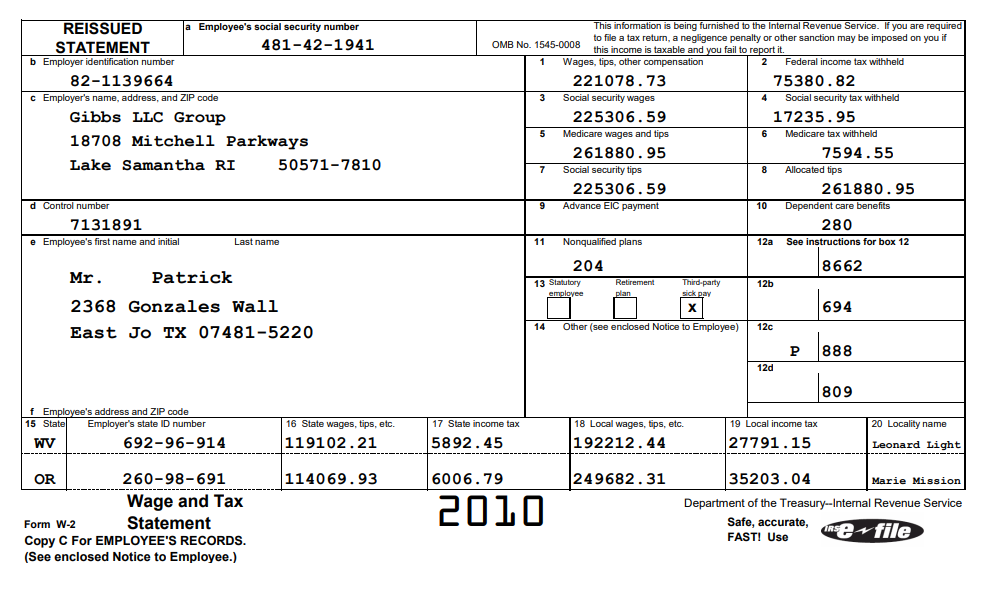 REISSUED STATEMENT
a Employee's social security number
481-42-1941
OMB No. 1545-0008
This information is being furnished to the Internal Revenue Service. If you are required
to file a tax return, a negligence penalty or other sanction may be imposed on you if
this income is taxable and you fail to report it.
b Employer identification number
82-1139664
1 Wages, tips, other compensation
221078.73
2 Federal income tax withheld
75380.82
c Employer's name, address, and ZIP code
Gibbs LLC Group
18708 Mitchell Parkways
Lake Samantha RI 50571-7810
3 Social security wages
225306.59
4 Social security tax withheld
17235.95
5 Medicare wages and tips
261880.95
6 Medicare tax withheld
7594.55
7 Social security tips
225306.59
8 Allocated tips
261880.95
d Control number
7131891
9 Advance EIC payment
10 Dependent care benefits
280
e Employee's first name and initial Last name
Mr. Patrick
2368 Gonzales Wall
East Jo TX 07481-5220
f Employee's address and ZIP code
11 Nonqualified plans
204
12a See instructions for box 12
8662
13 Statutory employee
Retirement plan
Third-party sick pay
x
12b
694
14 Other (see enclosed Notice to Employee)
12c
P 888
12d
809
15 State Employer's state ID number 16 State wages, tips, etc. 17 State income tax 18 Local wages, tips, etc. 19 Local income tax 20 Locality name
WV 692-96-914 119102.21 5892.45 192212.44 27791.15 Leonard Light
OR 260-98-691 114069.93 6006.79 249682.31 35203.04 Marie Mission
Form W-2
Wage and Tax
Statement
2010
Department of the Treasury--Internal Revenue Service
Copy C For EMPLOYEE'S RECORDS.
(See enclosed Notice to Employee.)
Safe, accurate,
FAST! Use
IRS e-file